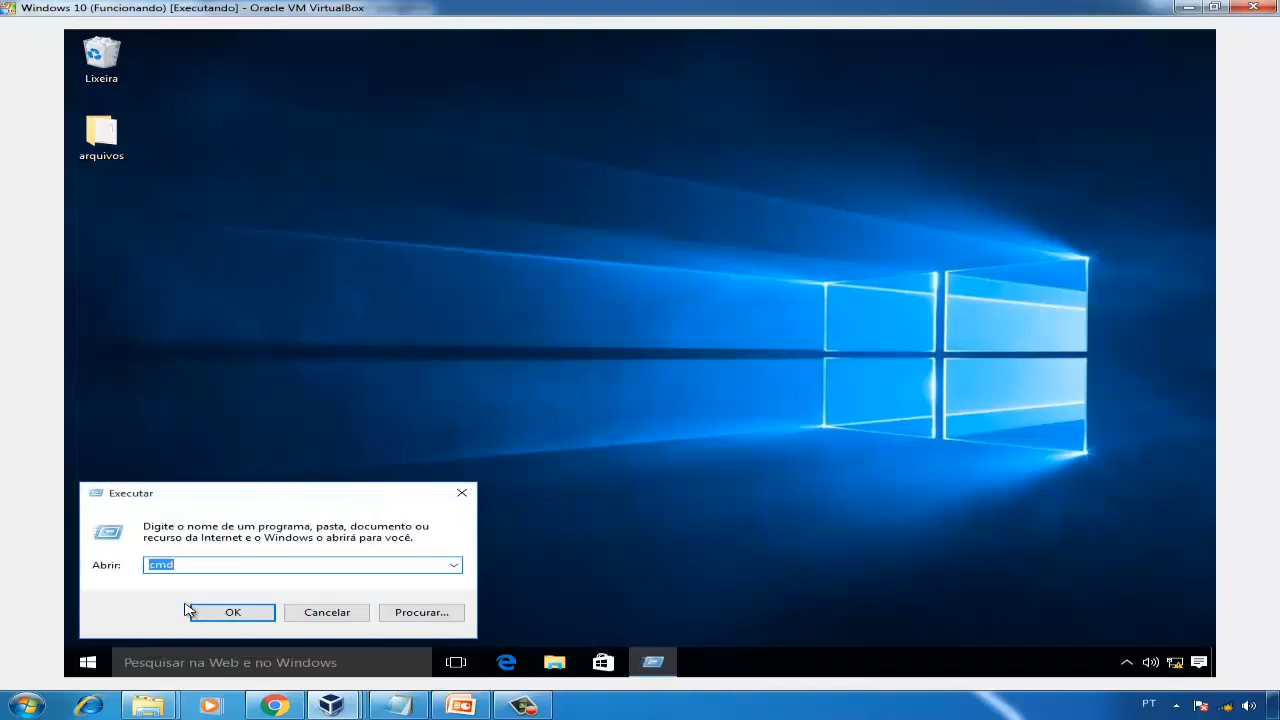 Windows 10 (Funcionando) [Executando] - Oracle VM VirtualBox
Lixeira
arquivos
Executar
Digite o nome de um programa, pasta, documento ou
recurso da Internet e o Windows o abrirá para você.
Abrir: cmd
OK Cancelar Procurar...
Pesquisar na Web e no Windows
PT